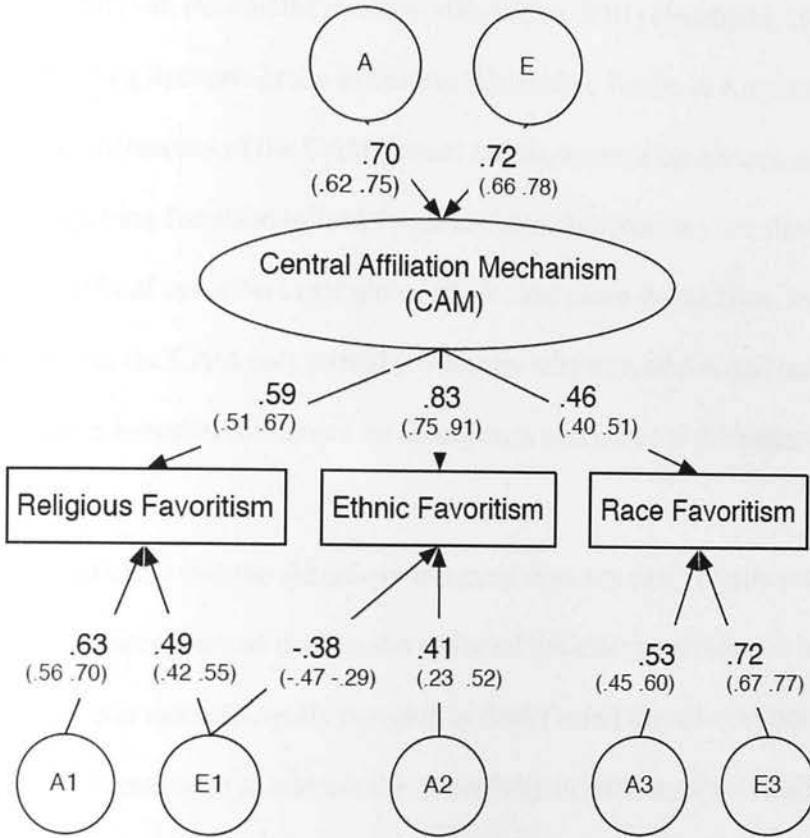 A E
.70 .72
(.62 .75) (.66 .78)
Central Affiliation Mechanism
(CAM)
.59 .83 .46
(.51 .67) (.75 .91) (.40 .51)
Religious Favoritism Ethnic Favoritism Race Favoritism
.63 .49 -.38 .41 .53 .72
(.56 .70) (.42 .55) (-.47 -.29) (.23 .52) (.45 .60) (.67 .77)
A1 E1 A2 A3 E3